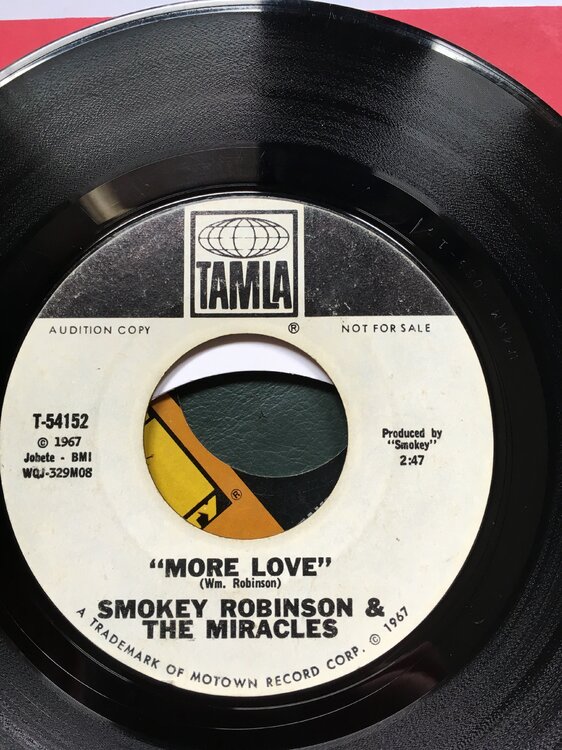 TAMLA
®
AUDITION COPY
NOT FOR SALE
T-54152
© 1967
Jobete - BMI
WQJ-329M08
Produced by
"Smokey"
2:47
®
"MORE LOVE"
(Wm. Robinson)
SMOKEY ROBINSON &
THE MIRACLES
A TRADEMARK OF MOTOWN RECORD CORP. © 1967